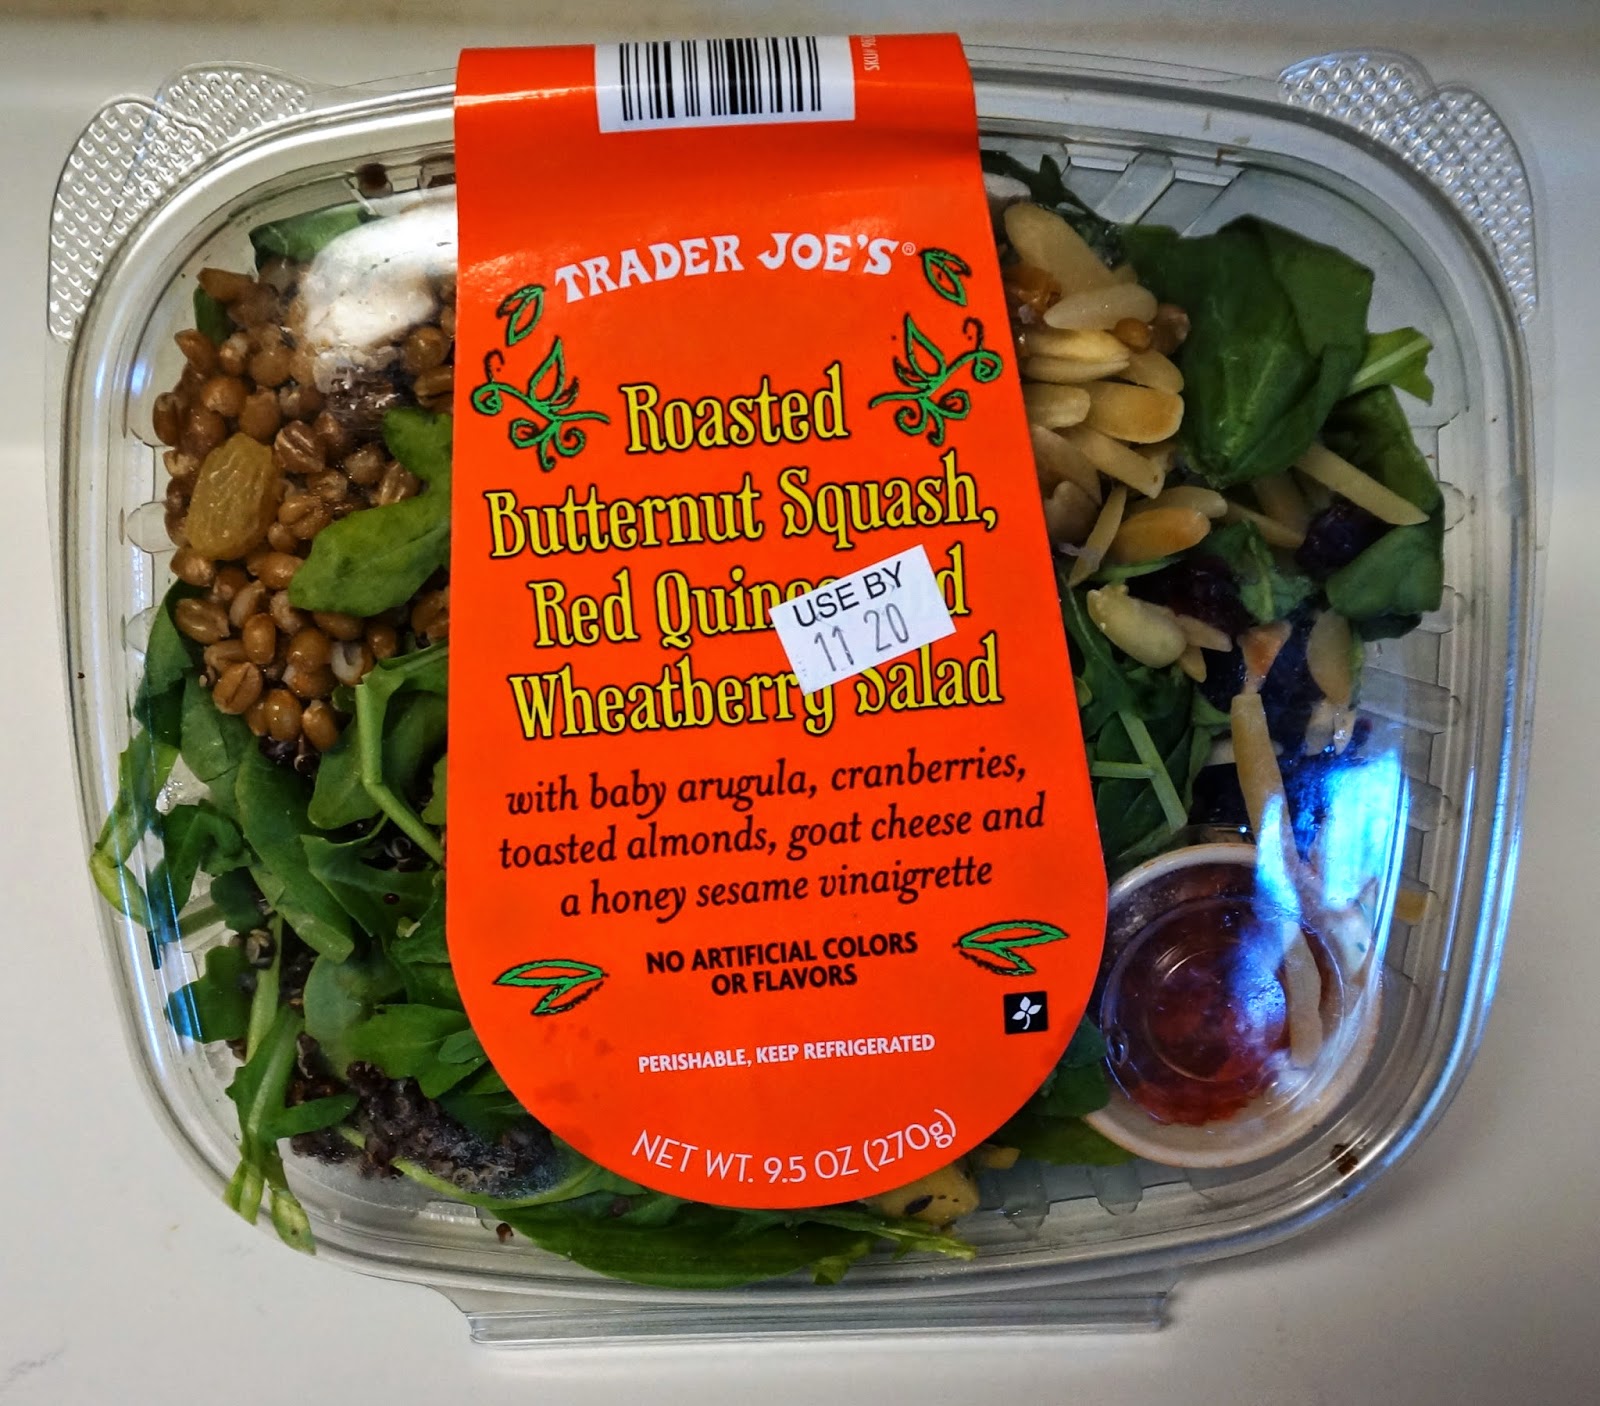 SKU#
TRADER JOE'S®
Roasted
Butternut Squash,
Red
USE BY
11 20
Wheatberry Salad
with baby arugula, cranberries,
toasted almonds, goat cheese and
a honey sesame vinaigrette
NO ARTIFICIAL COLORS
OR FLAVORS
PERISHABLE, KEEP REFRIGERATED
NET WT. 9.5 OZ (270g)